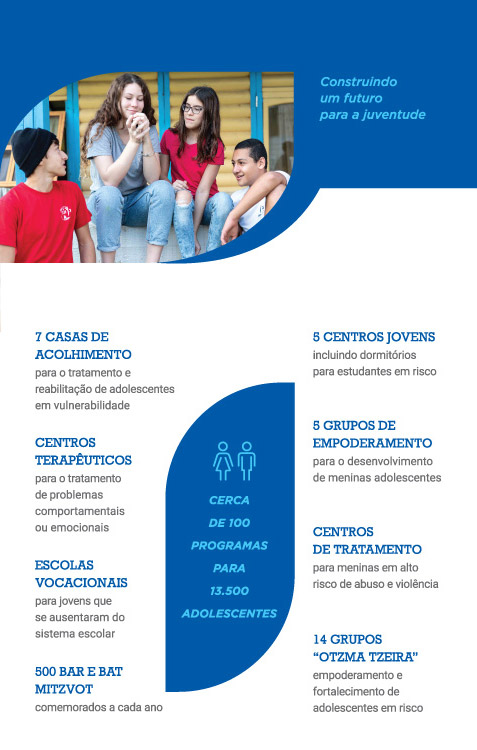 Construindo
um futuro
para a juventude
7 CASAS DE
ACOLHIMENTO
para o tratamento e
reabilitação de adolescentes
em vulnerabilidade
CENTROS
TERAPÊUTICOS
para o tratamento
de problemas
comportamentais
ou emocionais
ESCOLAS
VOCACIONAIS
para jovens que
se ausentaram do
sistema escolar
500 BAR E BAT
MITZVOT
comemorados a cada ano
CERCA
DE 100
PROGRAMAS
PARA
13.500
ADOLESCENTES
5 CENTROS JOVENS
incluindo dormitórios
para estudantes em risco
5 GRUPOS DE
EMPODERAMENTO
para o desenvolvimento
de meninas adolescentes
CENTROS
DE TRATAMENTO
para meninas em alto
risco de abuso e violência
14 GRUPOS
“OTZMA TZEIRA”
empoderamento e
fortalecimento de
adolescentes em risco